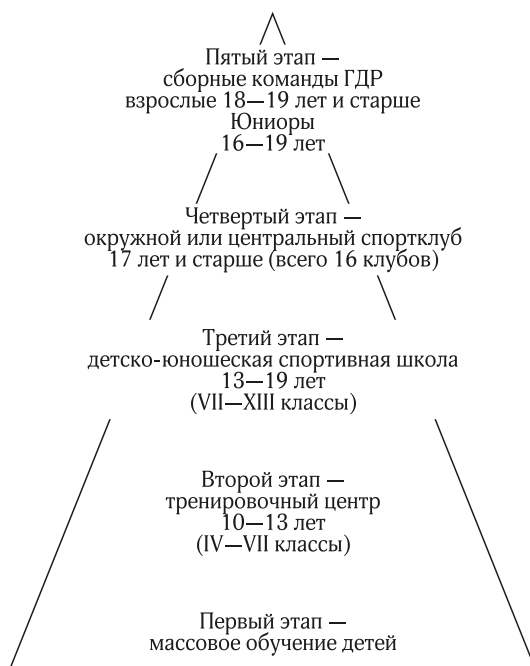 Пятый этап —
сборные команды ГДР
взрослые 18—19 лет и старше
Юниоры
16—19 лет
Четвертый этап —
окружной или центральный спортклуб
17 лет и старше (всего 16 клубов)
Третий этап —
детско-юношеская спортивная школа
13—19 лет
(VII—XIII классы)
Второй этап —
тренировочный центр
10—13 лет
(IV—VII классы)
Первый этап —
массовое обучение детей